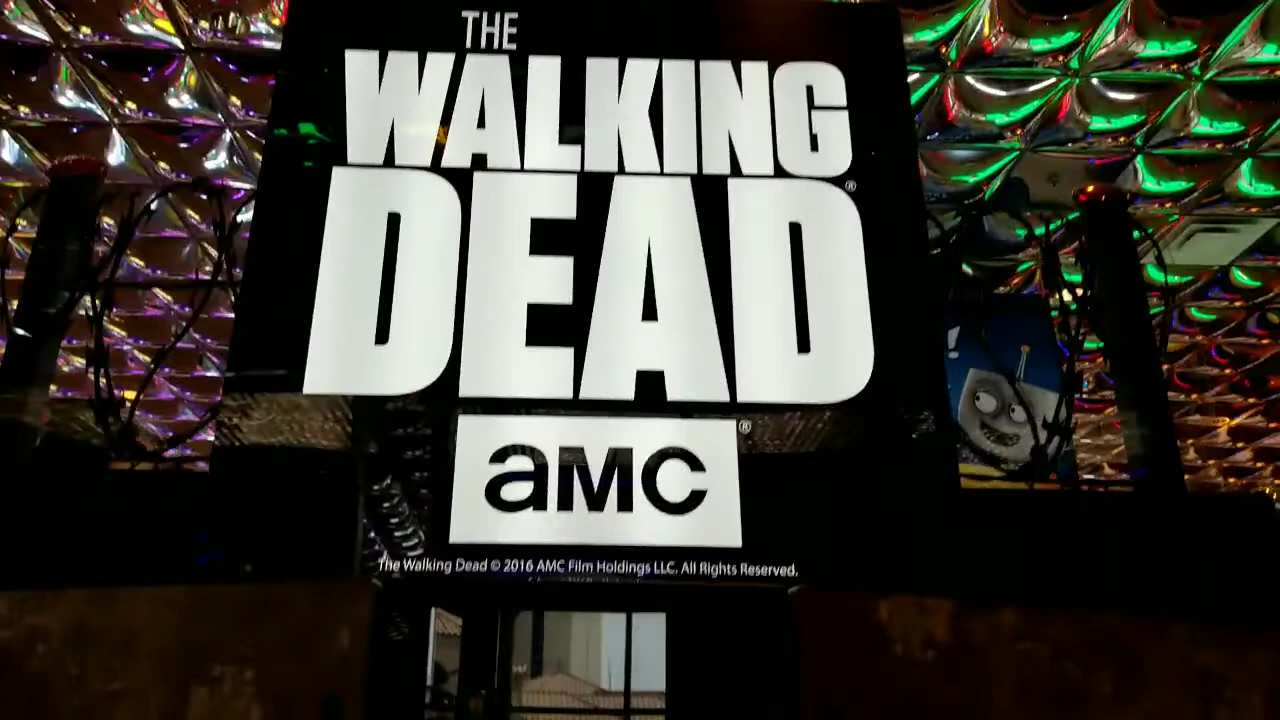 THE
WALKING
DEAD®
aMC®
The Walking Dead © 2016 AMC Film Holdings LLC. All Rights Reserved.
!